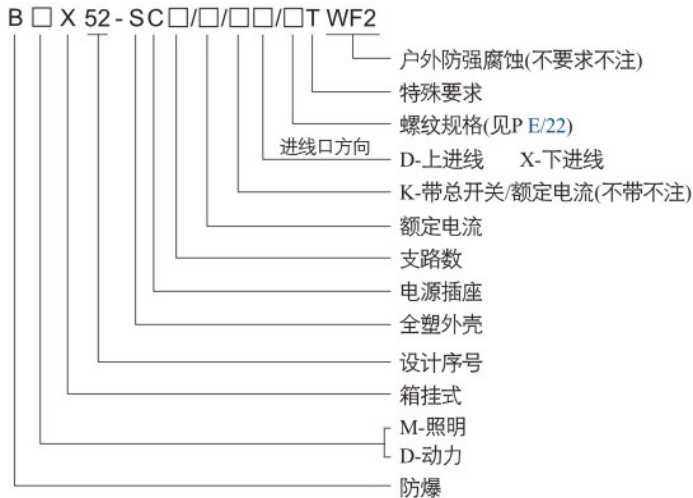 B□X52-SC□/□/□□/□TWF2
户外防强腐蚀(不要求不注)
特殊要求
螺纹规格(见P E/22)
进线口方向
D-上进线 X-下进线
K-带总开关/额定电流(不带不注)
额定电流
支路数
电源插座
全塑外壳
设计序号
箱挂式
M-照明
D-动力
防爆